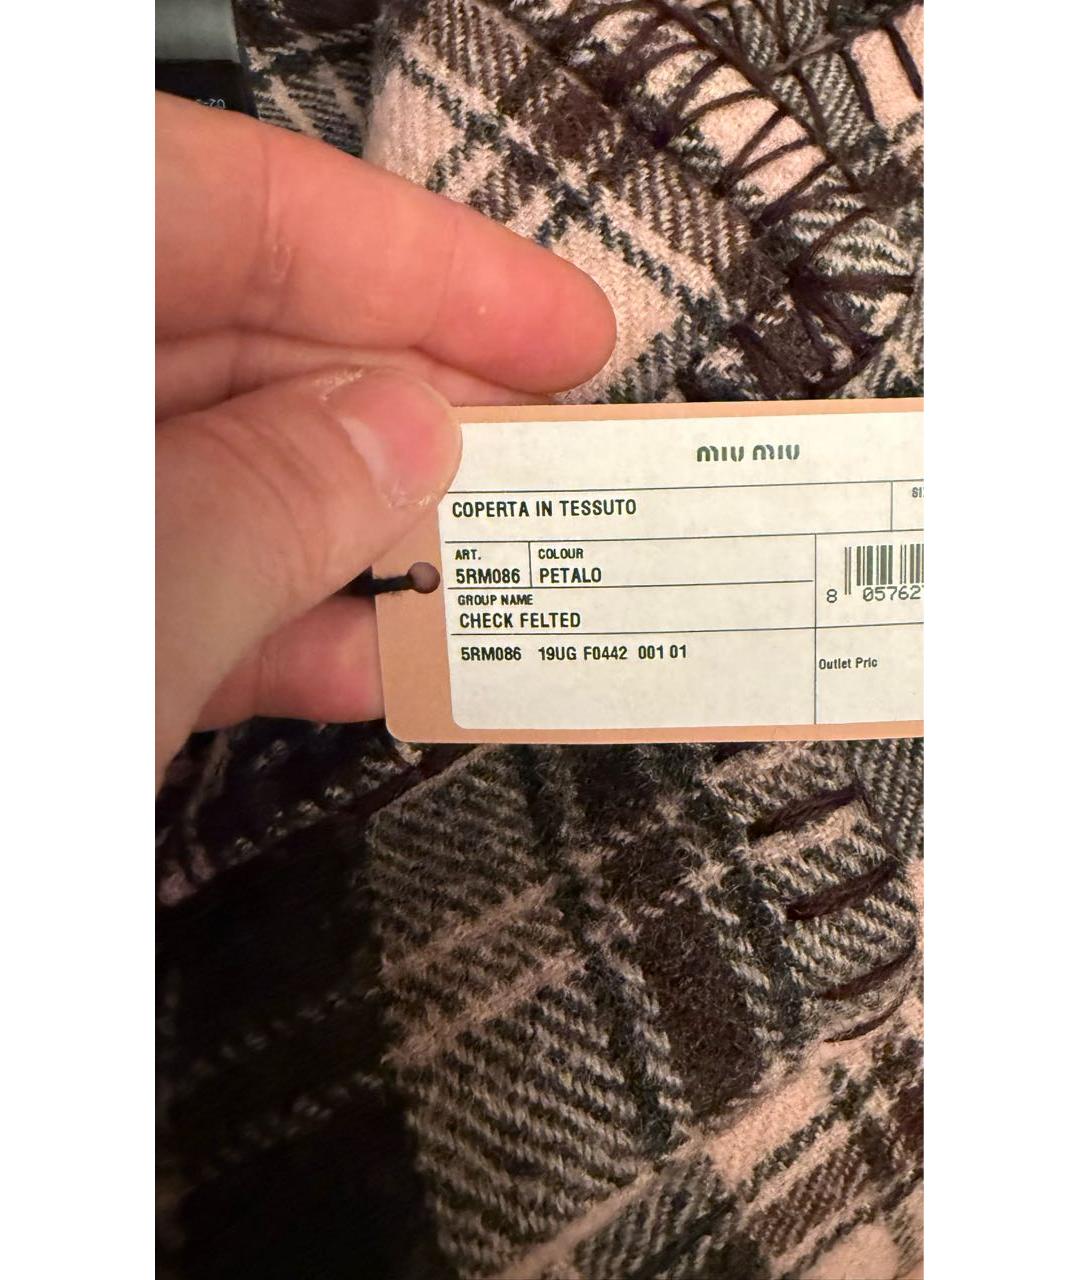 miu miu
COPERTA IN TESSUTO
ART. COLOUR
5RM086 PETALO
GROUP NAME
CHECK FELTED
8 05762
5RM086 19UG F0442 001 01
Outlet Pric